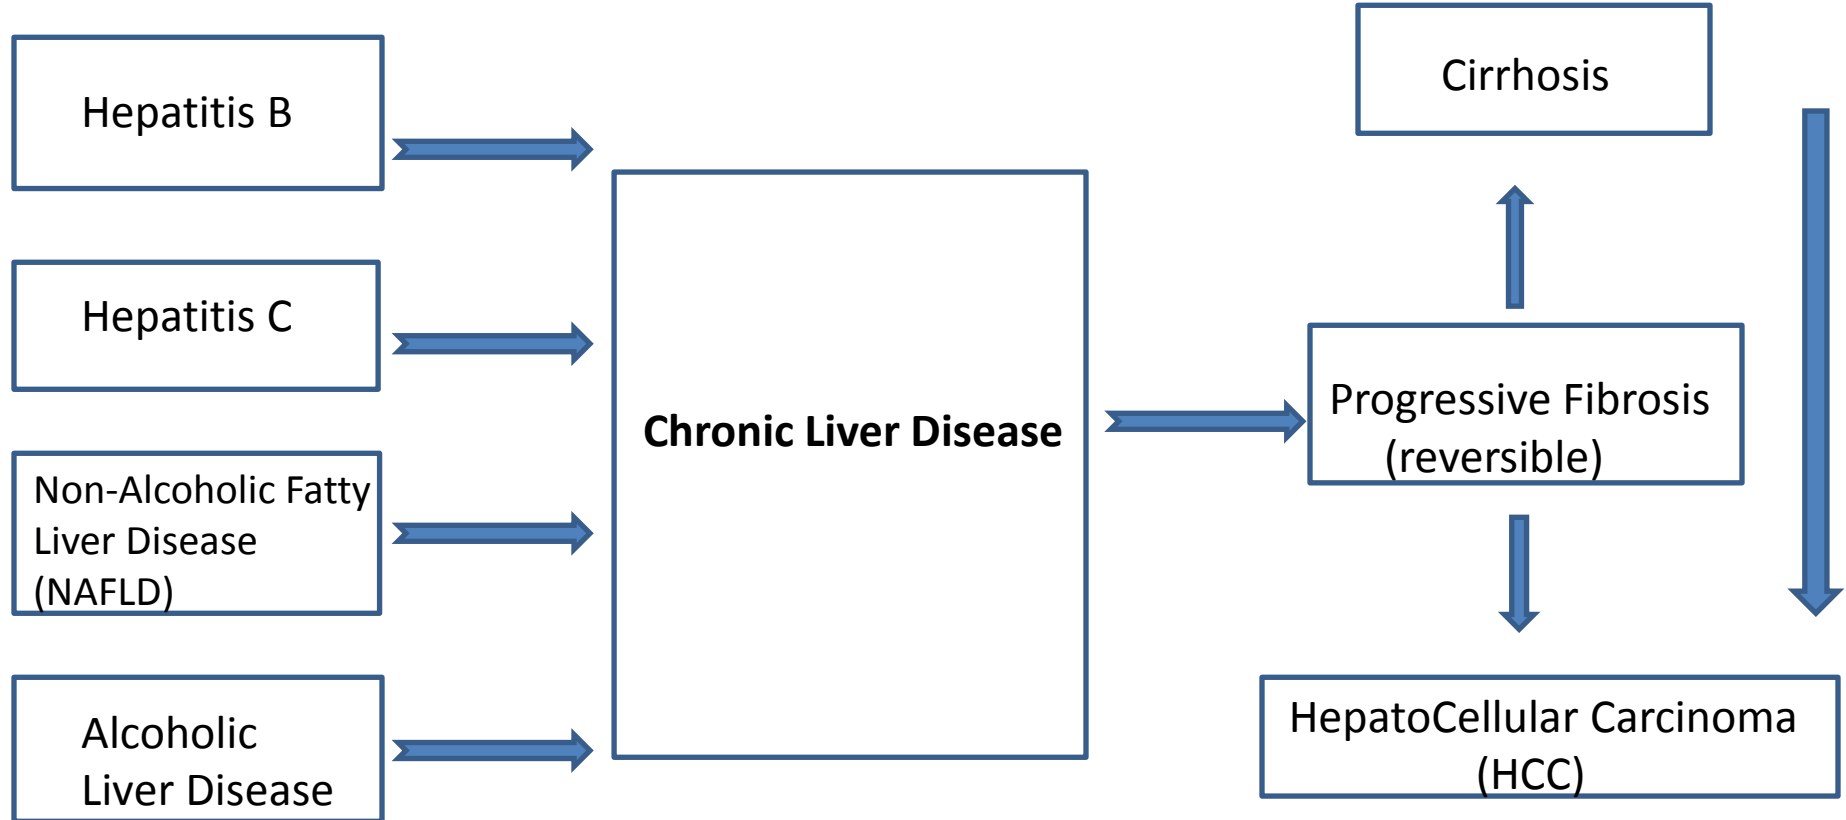 Hepatitis B
Hepatitis C
Non-Alcoholic Fatty
Liver Disease
(NAFLD)
Alcoholic
Liver Disease
Chronic Liver Disease
Cirrhosis
Progressive Fibrosis
(reversible)
HepatoCellular Carcinoma
(HCC)